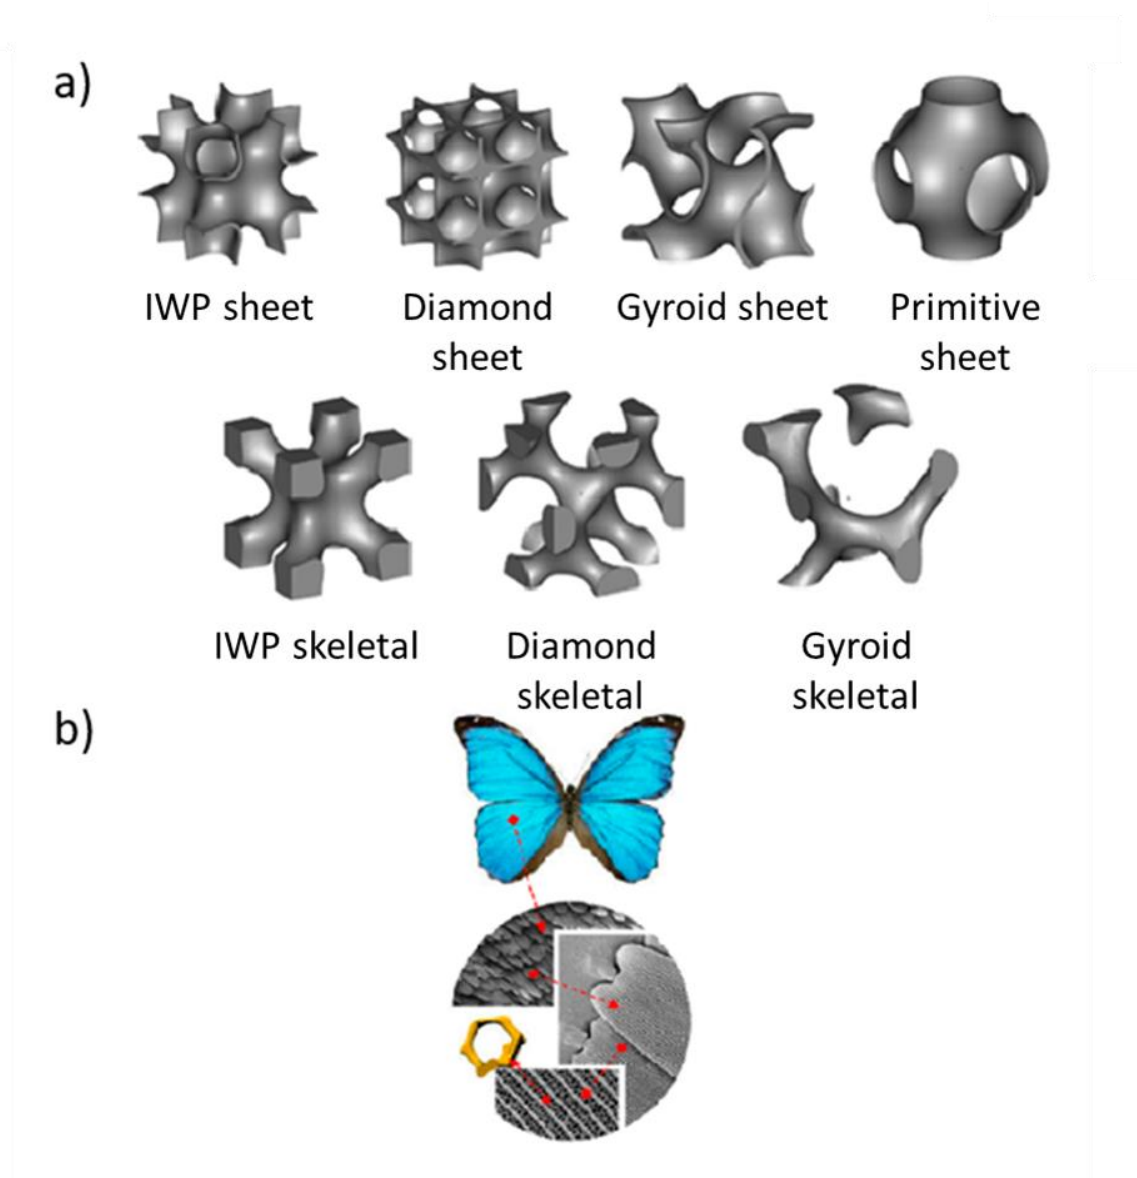 a)
IWP sheet
Diamond
sheet
Gyroid sheet
Primitive
sheet
IWP skeletal
Diamond
skeletal
Gyroid
skeletal
b)